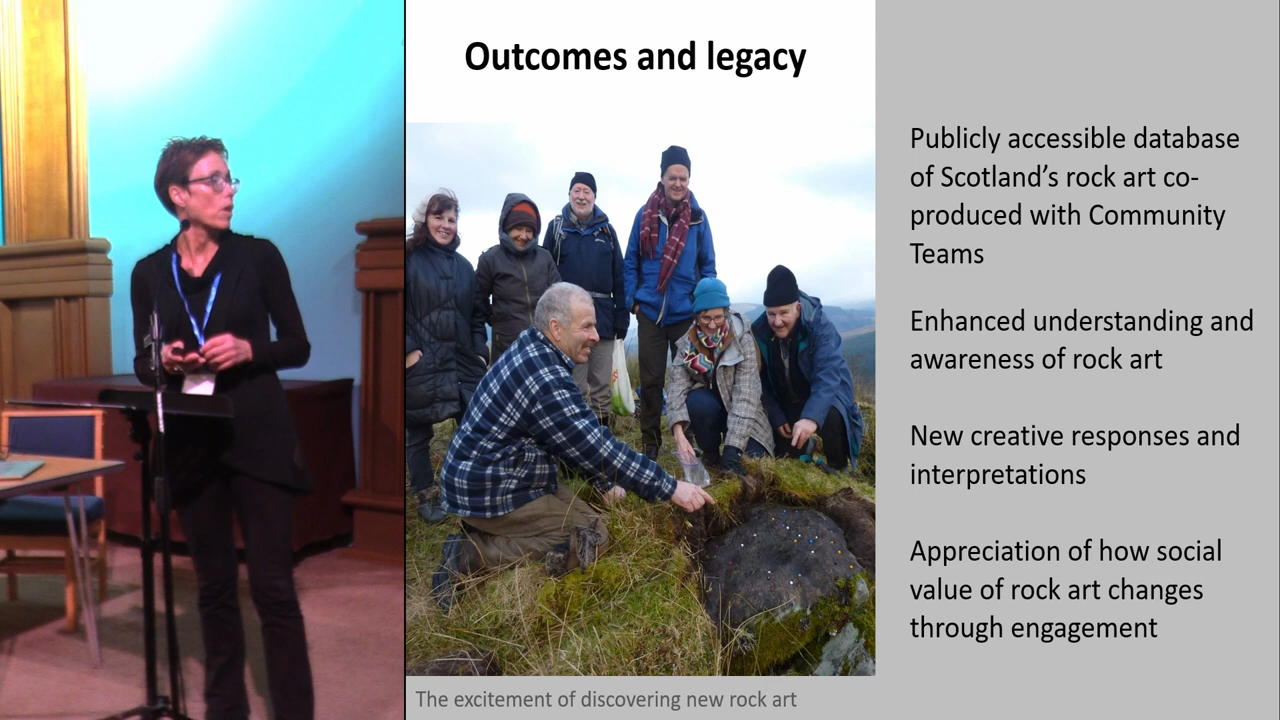 Outcomes and legacy
Publicly accessible database
of Scotland's rock art co-
produced with Community
Teams
Enhanced understanding and
awareness of rock art
New creative responses and
interpretations
Appreciation of how social
value of rock art changes
through engagement
The excitement of discovering new rock art